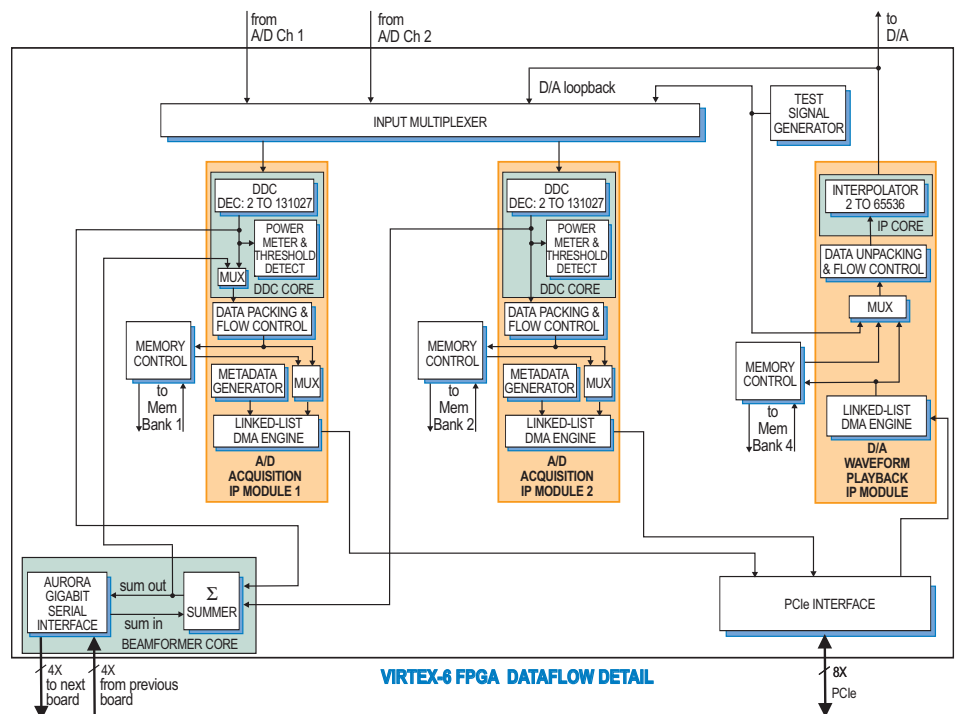 from
A/D Ch 1
from
A/D Ch 2
to
D/A
D/A loopback
INPUT MULTIPLEXER
TEST
SIGNAL
GENERATOR
DDC
DEC: 2 TO 131027
POWER
METER &
THRESHOLD
DETECT
MUX
DDC CORE
DATA PACKING &
FLOW CONTROL
MEMORY
CONTROL
METADATA
GENERATOR
MUX
to
Mem
Bank 1
LINKED-LIST
DMA ENGINE
A/D
ACQUISITION
IP MODULE 1
DDC
DEC: 2 TO 131027
POWER
METER &
THRESHOLD
DETECT
DDC CORE
DATA PACKING &
FLOW CONTROL
MEMORY
CONTROL
METADATA
GENERATOR
MUX
to
Mem
Bank 2
LINKED-LIST
DMA ENGINE
A/D
ACQUISITION
IP MODULE 2
INTERPOLATOR
2 TO 65536
IP CORE
DATA UNPACKING
& FLOW CONTROL
MUX
MEMORY
CONTROL
to
Mem
Bank 4
LINKED-LIST
DMA ENGINE
D/A
WAVEFORM
PLAYBACK
IP MODULE
AURORA
GIGABIT
SERIAL
INTERFACE
sum out
sum in
Σ
SUMMER
BEAMFORMER CORE
PCIe INTERFACE
4X
to next
board
4X
from previous
board
VIRTEX-6 FPGA DATAFLOW DETAIL
8X
PCIe